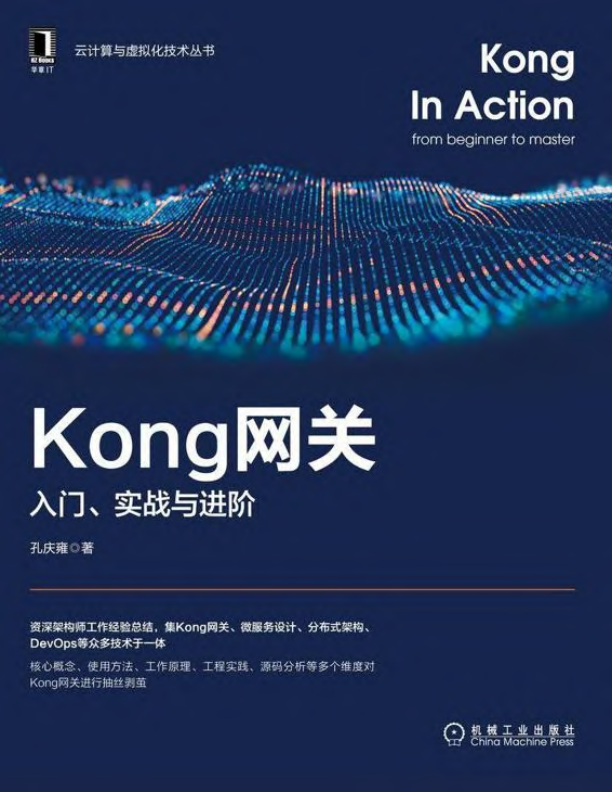 HZ Books
华章IT
云计算与虚拟化技术丛书
Kong
In Action
from beginner to master
Kong网关
入门、实战与进阶
孔庆雍◎著
资深架构师工作经验总结，集Kong网关、微服务设计、分布式架构、
DevOps等众多技术于一体
核心概念、使用方法、工作原理、工程实践、源码分析等多个维度对
Kong网关进行抽丝剥茧
机械工业出版社
China Machine Press